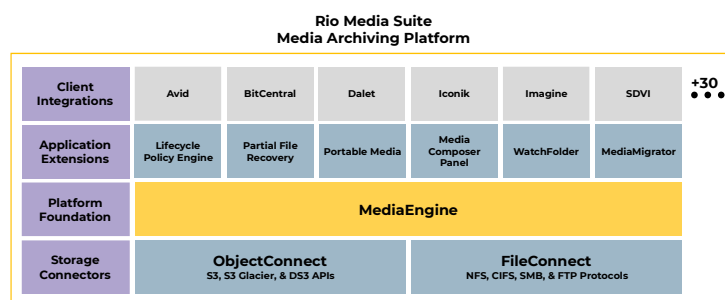 Rio Media Suite
Media Archiving Platform
Client
Integrations
Avid
BitCentral
Dalet
Iconik
Imagine
SDVI
+30
Application
Extensions
Lifecycle
Policy Engine
Partial File
Recovery
Portable Media
Media
Composer
Panel
WatchFolder
MediaMigrator
Platform
Foundation
MediaEngine
Storage
Connectors
ObjectConnect
S3, S3 Glacier, & DS3 APIs
FileConnect
NFS, CIFS, SMB, & FTP Protocols